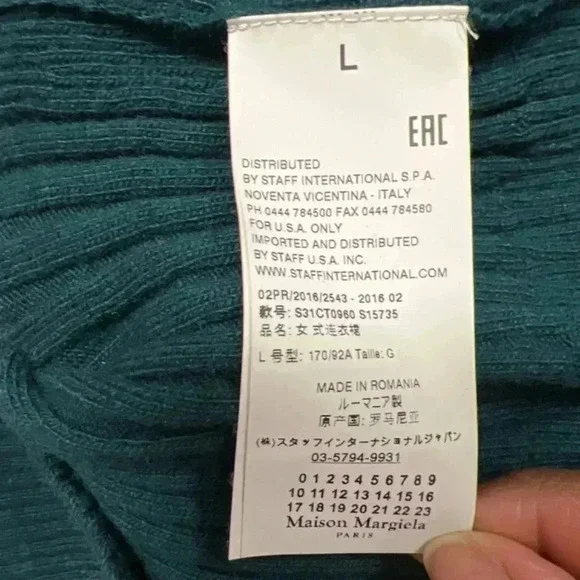 L
EAC
DISTRIBUTED
BY STAFF INTERNATIONAL S.P.A.
NOVENTA VICENTINA - ITALY
PH 0444 784500 FAX 0444 784580
FOR U.S.A. ONLY
IMPORTED AND DISTRIBUTED
BY STAFF U.S.A. INC.
WWW.STAFFINTERNATIONAL.COM
02PR/2016/2543 - 2016 02
款号: S31CT0960 S15735
品名: 女 式连衣裙
L 号型: 170/92A Taille: G
MADE IN ROMANIA
ルーマニア製
原产国: 罗马尼亚
(株)スタッフインターナショナルジャパン
03-5794-9931
0 1 2 3 4 5 6 7 8 9
10 11 12 13 14 15 16
17 18 19 20 21 22 23
Maison Margiela
PARIS